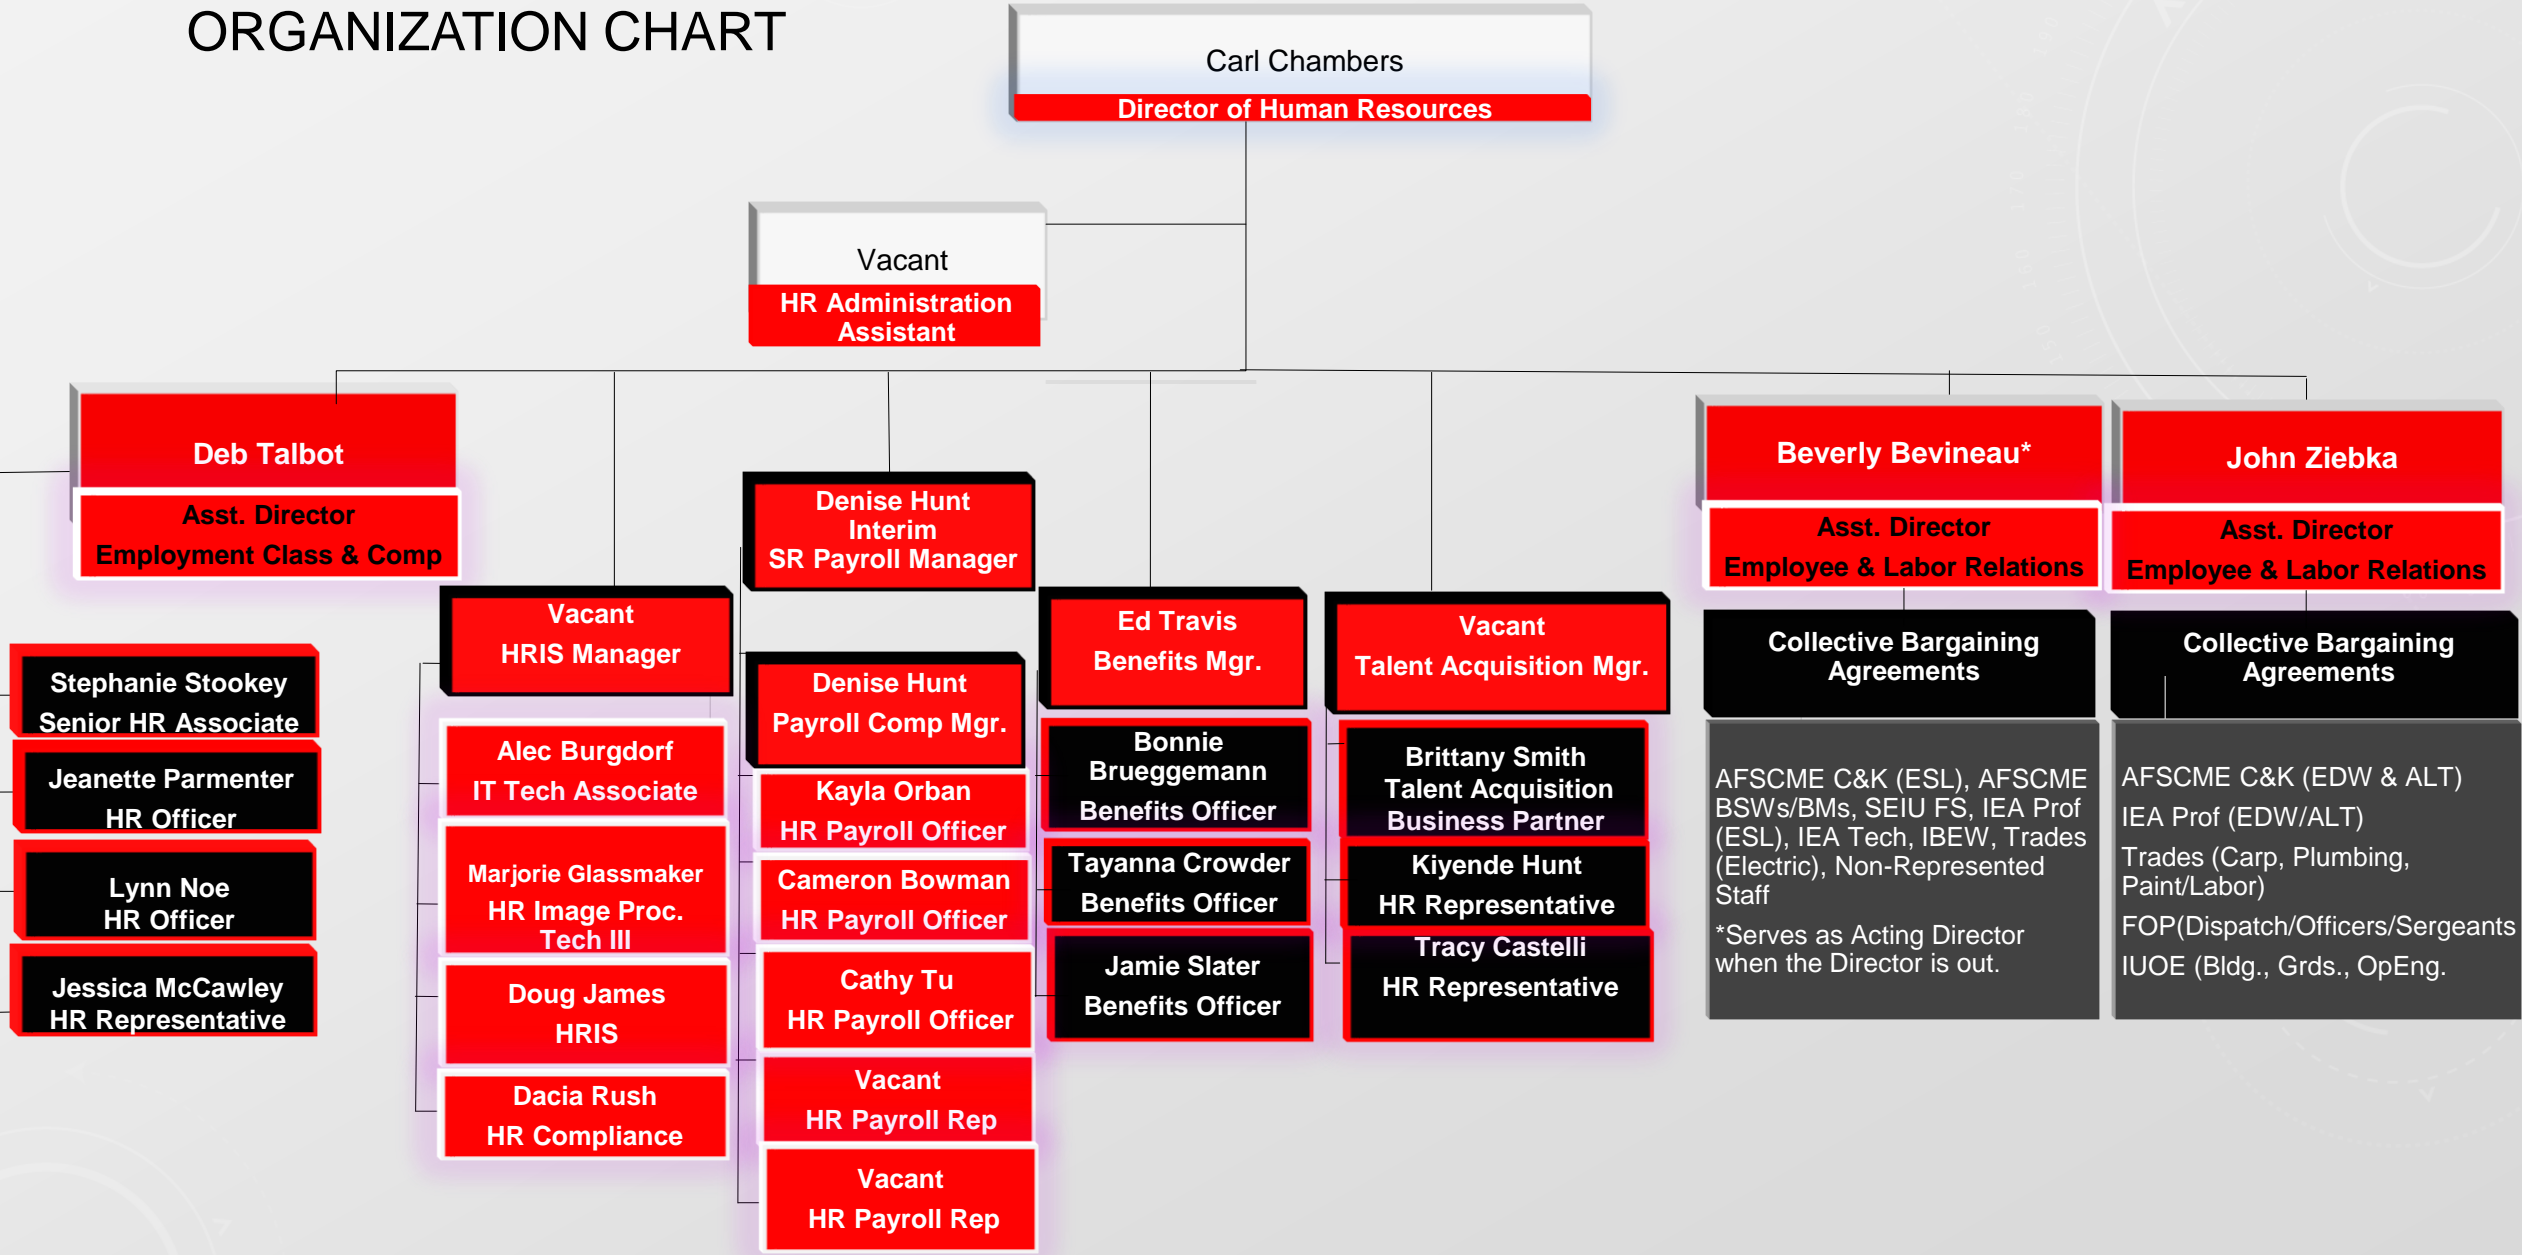 ORGANIZATION CHART
Carl Chambers
Director of Human Resources
Vacant
HR Administration
Assistant
Deb Talbot
Asst. Director
Employment Class & Comp
Stephanie Stookey
Senior HR Associate
Jeanette Parmenter
HR Officer
Lynn Noe
HR Officer
Jessica McCawley
HR Representative
Vacant
HRIS Manager
Alec Burgdorf
IT Tech Associate
Marjorie Glassmaker
HR Image Proc.
Tech III
Doug James
HRIS
Dacia Rush
HR Compliance
Denise Hunt
Interim
SR Payroll Manager
Denise Hunt
Payroll Comp Mgr.
Kayla Orban
HR Payroll Officer
Cameron Bowman
HR Payroll Officer
Cathy Tu
HR Payroll Officer
Vacant
HR Payroll Rep
Vacant
HR Payroll Rep
Ed Travis
Benefits Mgr.
Bonnie
Brueggemann
Benefits Officer
Tayanna Crowder
Benefits Officer
Jamie Slater
Benefits Officer
Vacant
Talent Acquisition Mgr.
Brittany Smith
Talent Acquisition
Business Partner
Kiyende Hunt
HR Representative
Tracy Castelli
HR Representative
Beverly Bevineau*
Asst. Director
Employee & Labor Relations
Collective Bargaining
Agreements
AFSCME C&K (ESL), AFSCME
BSWs/BMs, SEIU FS, IEA Prof
(ESL), IEA Tech, IBEW, Trades
(Electric), Non-Represented
Staff
*Serves as Acting Director
when the Director is out.
John Ziebka
Asst. Director
Employee & Labor Relations
Collective Bargaining
Agreements
AFSCME C&K (EDW & ALT)
IEA Prof (EDW/ALT)
Trades (Carp, Plumbing,
Paint/Labor)
FOP(Dispatch/Officers/Sergeants
IUOE (Bldg., Grds., OpEng.